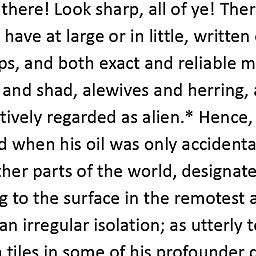 there! Look sharp, all of ye! Ther
have at large or in little, written
ps, and both exact and reliable m
and shad, alewives and herring, a
tively regarded as alien.* Hence,
d when his oil was only accidenta
ther parts of the world, designate
g to the surface in the remotest a
an irregular isolation; as utterly t
tiles in some of his profounder